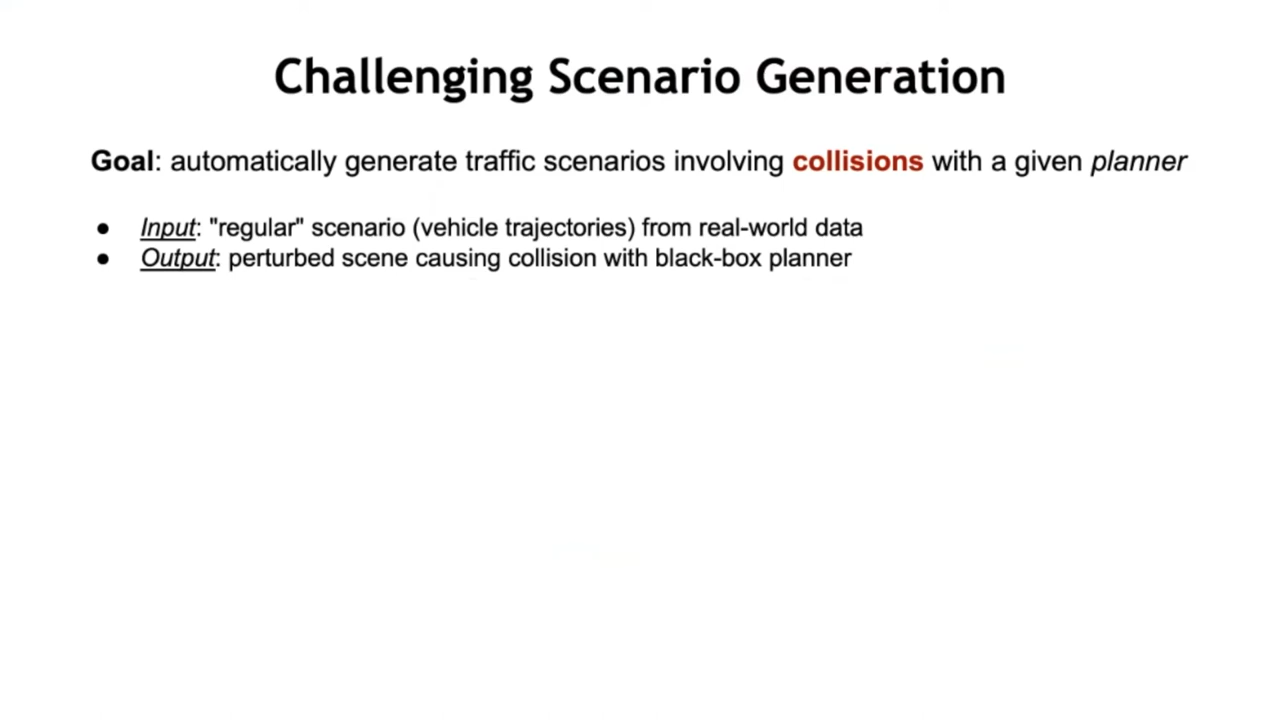 Challenging Scenario Generation
Goal: automatically generate traffic scenarios involving collisions with a given planner
● Input: "regular" scenario (vehicle trajectories) from real-world data
● Output: perturbed scene causing collision with black-box planner